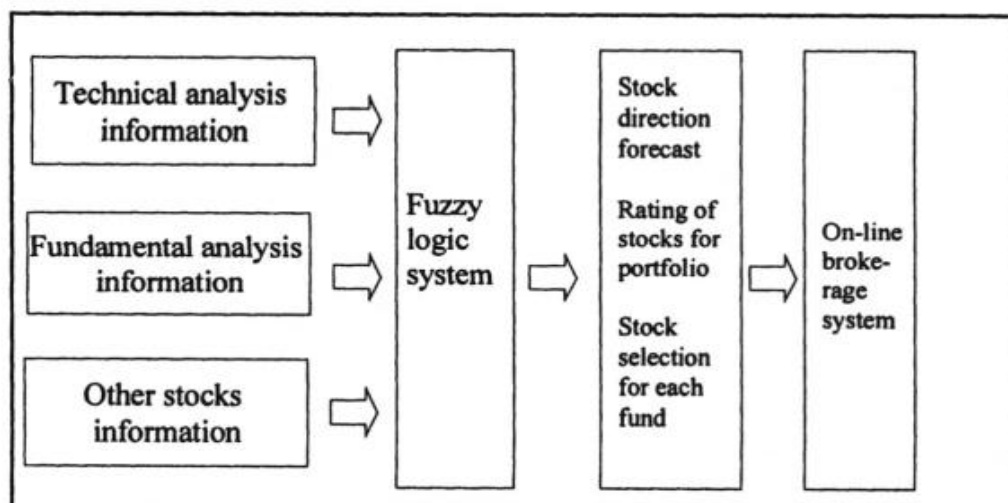 Technical analysis
information
Fundamental analysis
information
Other stocks
information
Fuzzy
logic
system
Stock
direction
forecast
Rating of
stocks for
portfolio
Stock
selection
for each
fund
On-line
broke-
rage
system